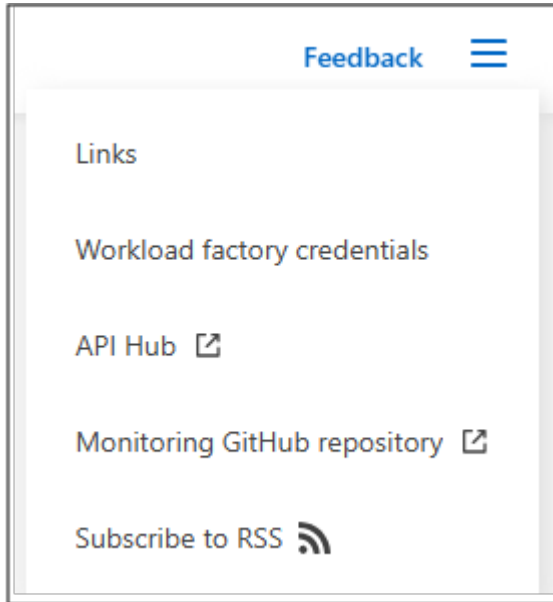 Feedback
Links
Workload factory credentials
API Hub
Monitoring GitHub repository
Subscribe to RSS